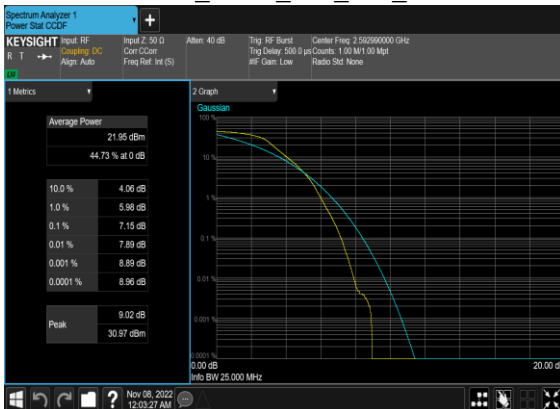 Spectrum Analyzer 1
Power Stat CCDF
+
KEYSIGHT Input: RF Input Z: 50 Ω Atten: 40 dB Trig: RF Burst Center Freq: 2.592990000 GHz
R T Coupling: DC Corr CCorr Trig Delay: 500.0 µs Counts: 1.00 M/1.00 Mpt
Align: Auto Freq Ref: Int (S) #IF Gain: Low Radio Std: None
1 Metrics
2 Graph
Average Power
21.95 dBm
44.73 % at 0 dB
10.0 % 4.06 dB
1.0 % 5.98 dB
0.1 % 7.15 dB
0.01 % 7.89 dB
0.001 % 8.89 dB
0.0001 % 8.96 dB
Peak 9.02 dB
30.97 dBm
Gaussian
100 %
10 %
1 %
0.1 %
0.01 %
0.001 %
0.0001 %
0.00 dB 20.00 d
Info BW 25.000 MHz
? Nov 08, 2022
12:03:27 AM